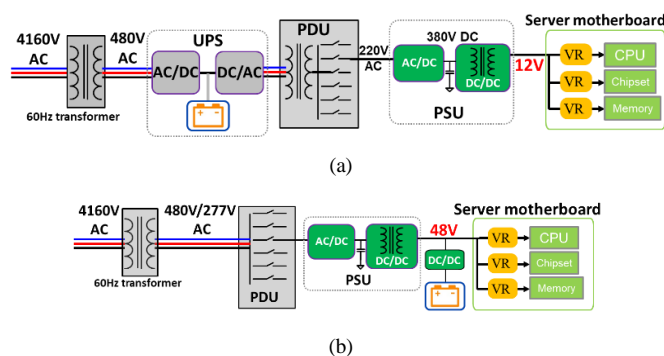 4160V
AC
480V
AC
UPS
AC/DC
DC/AC
60Hz transformer
PDU
220V
AC
AC/DC
380V DC
DC/DC
PSU
12V
Server motherboard
VR
CPU
VR
Chipset
VR
Memory
(a)
4160V
AC
480V/277V
AC
60Hz transformer
PDU
AC/DC
DC/DC
PSU
48V
DC/DC
Server motherboard
VR
CPU
VR
Chipset
VR
Memory
(b)